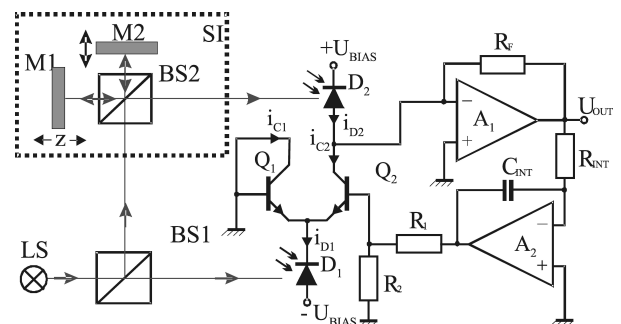 M2
SI
M1
BS2
+U_BIAS
D_2
R_F
z
i_C1
i_D2
i_C2
A_1
U_OUT
R_INT
C_INT
Q_1
Q_2
BS1
R_1
A_2
LS
i_D1
D_1
R_2
- U_BIAS
−
+
−
+